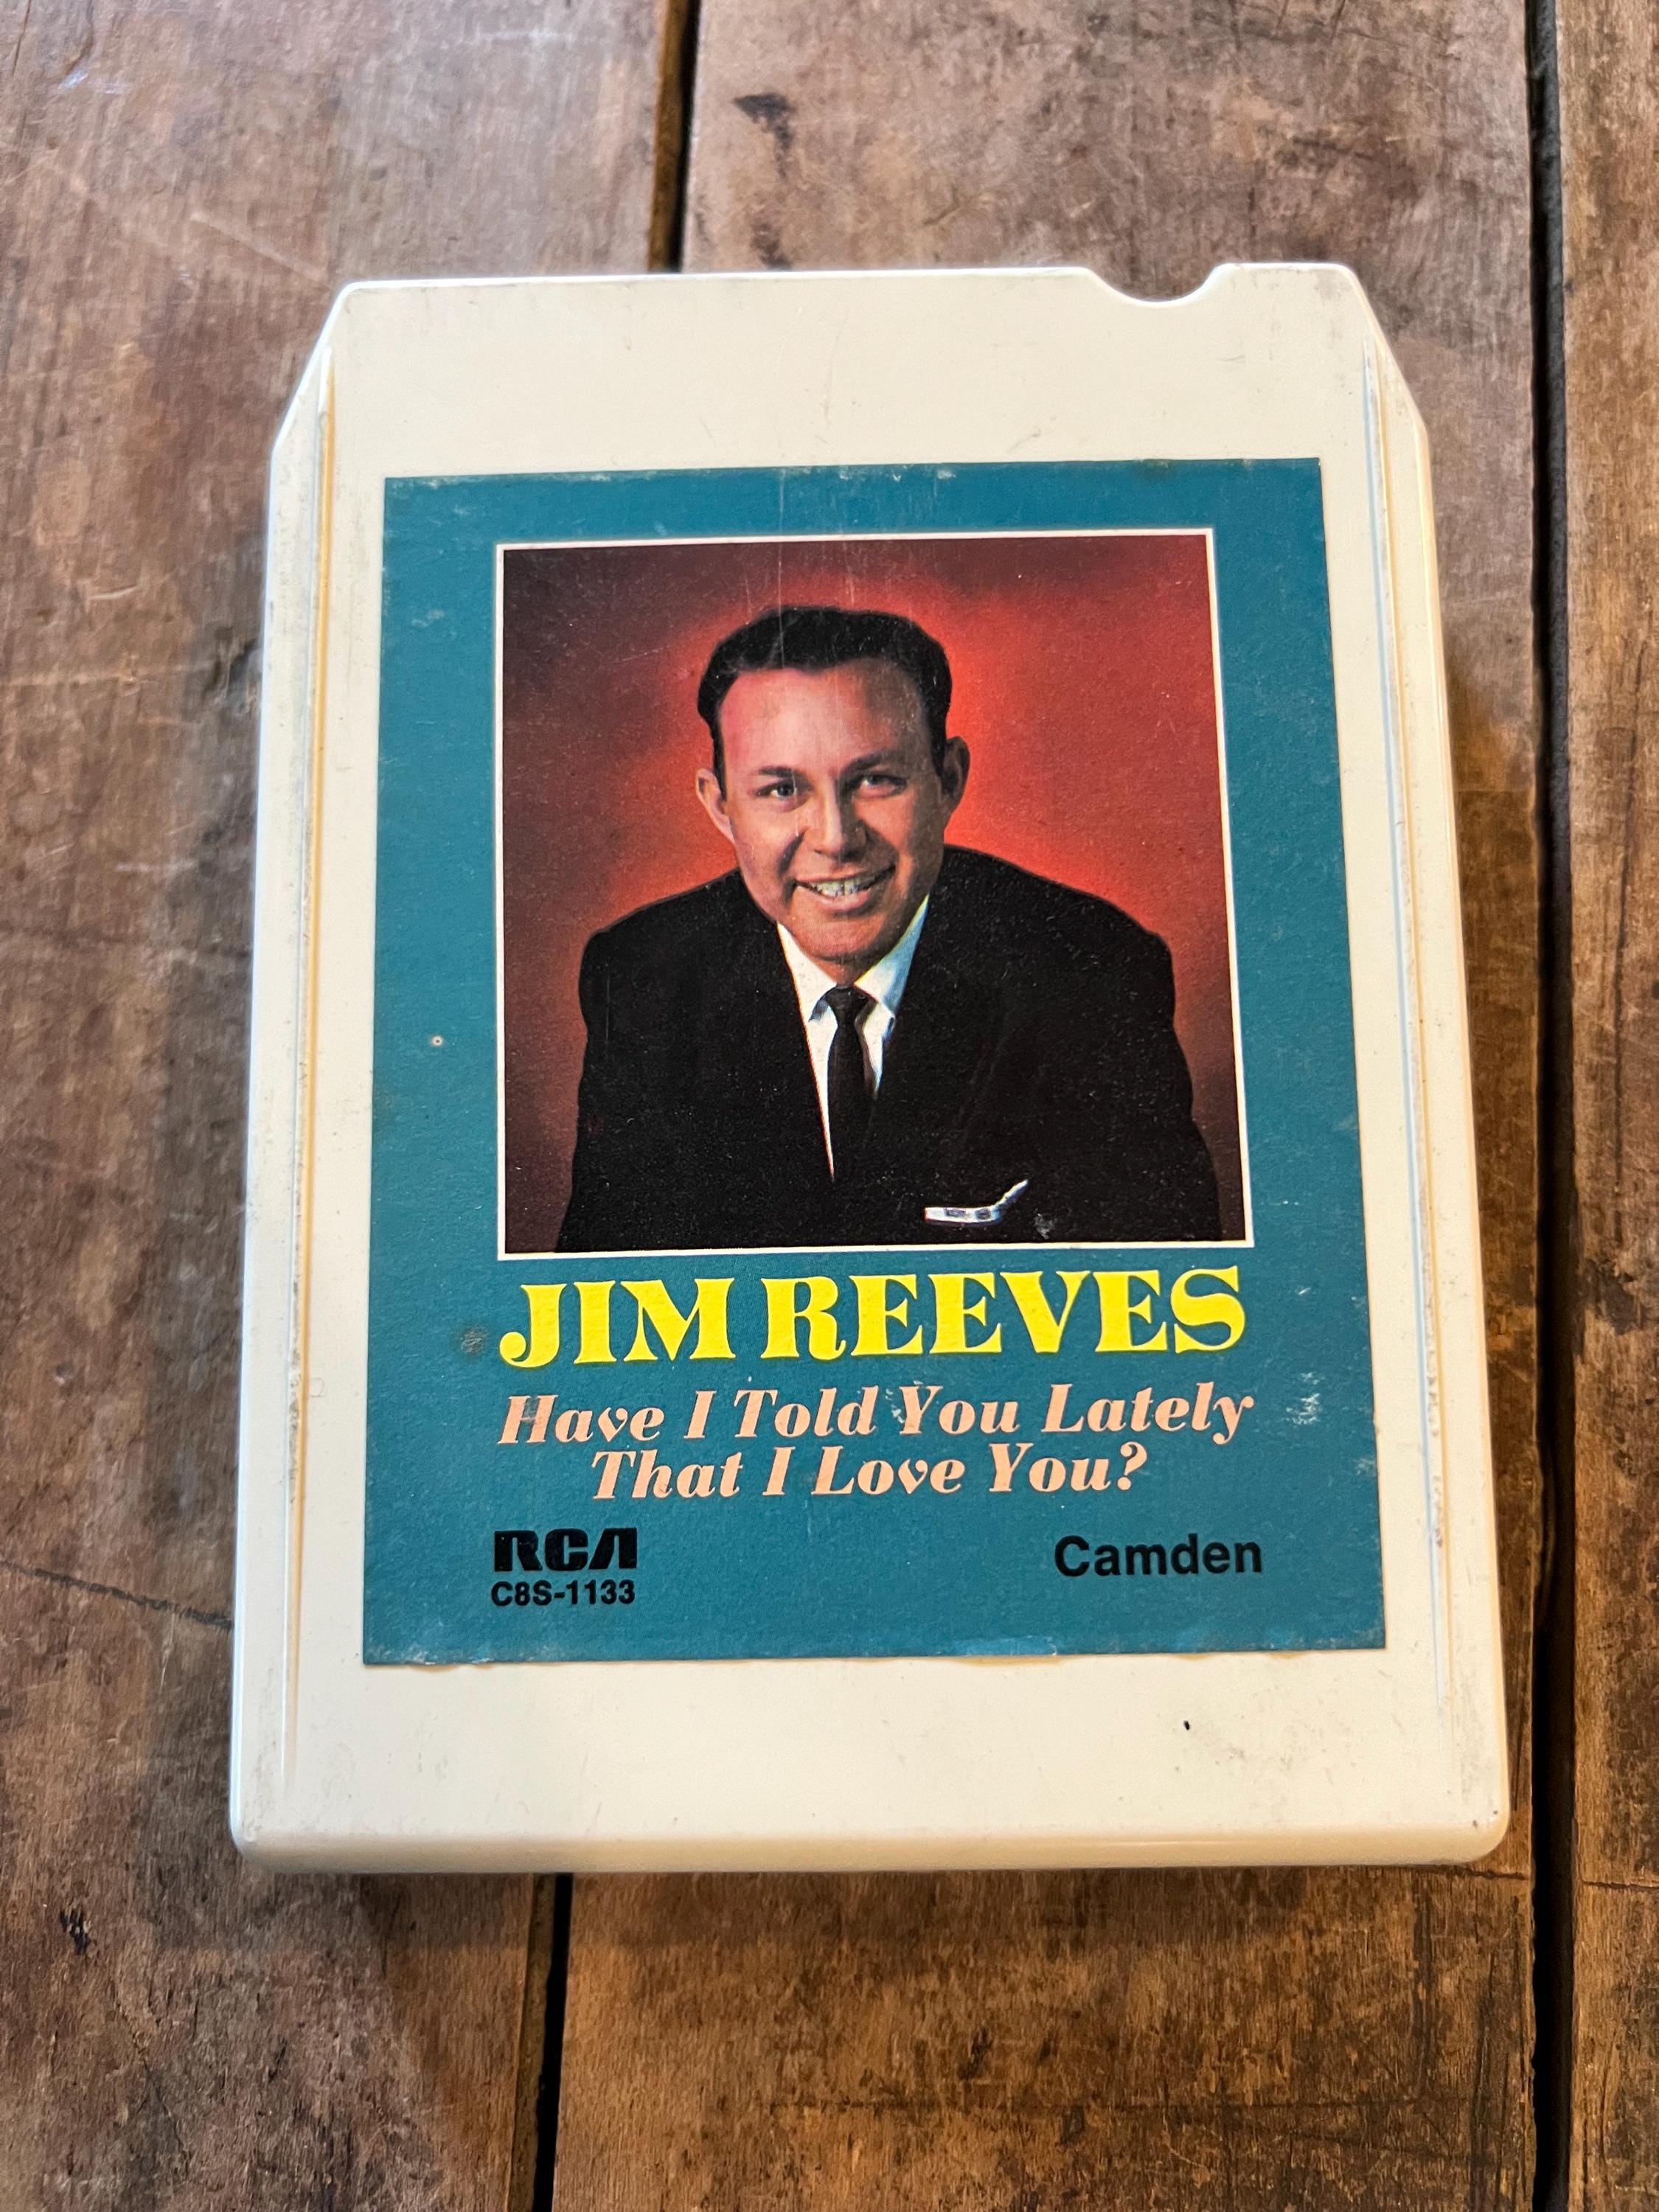 JIM REEVES
Have I Told You Lately
That I Love You?
RCA
C8S-1133
Camden